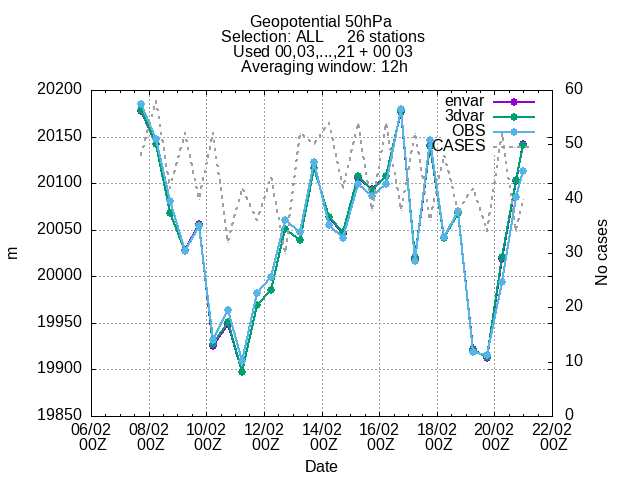 Geopotential 50hPa
Selection: ALL 26 stations
Used 00,03,...,21 + 00 03
Averaging window: 12h
20200
20150
20100
20050
20000
19950
19900
19850
m
60
50
40
30
20
10
0
No cases
envar
3dvar
OBS
CASES
06/02 08/02 10/02 12/02 14/02 16/02 18/02 20/02 22/02
00Z 00Z 00Z 00Z 00Z 00Z 00Z 00Z 00Z
Date